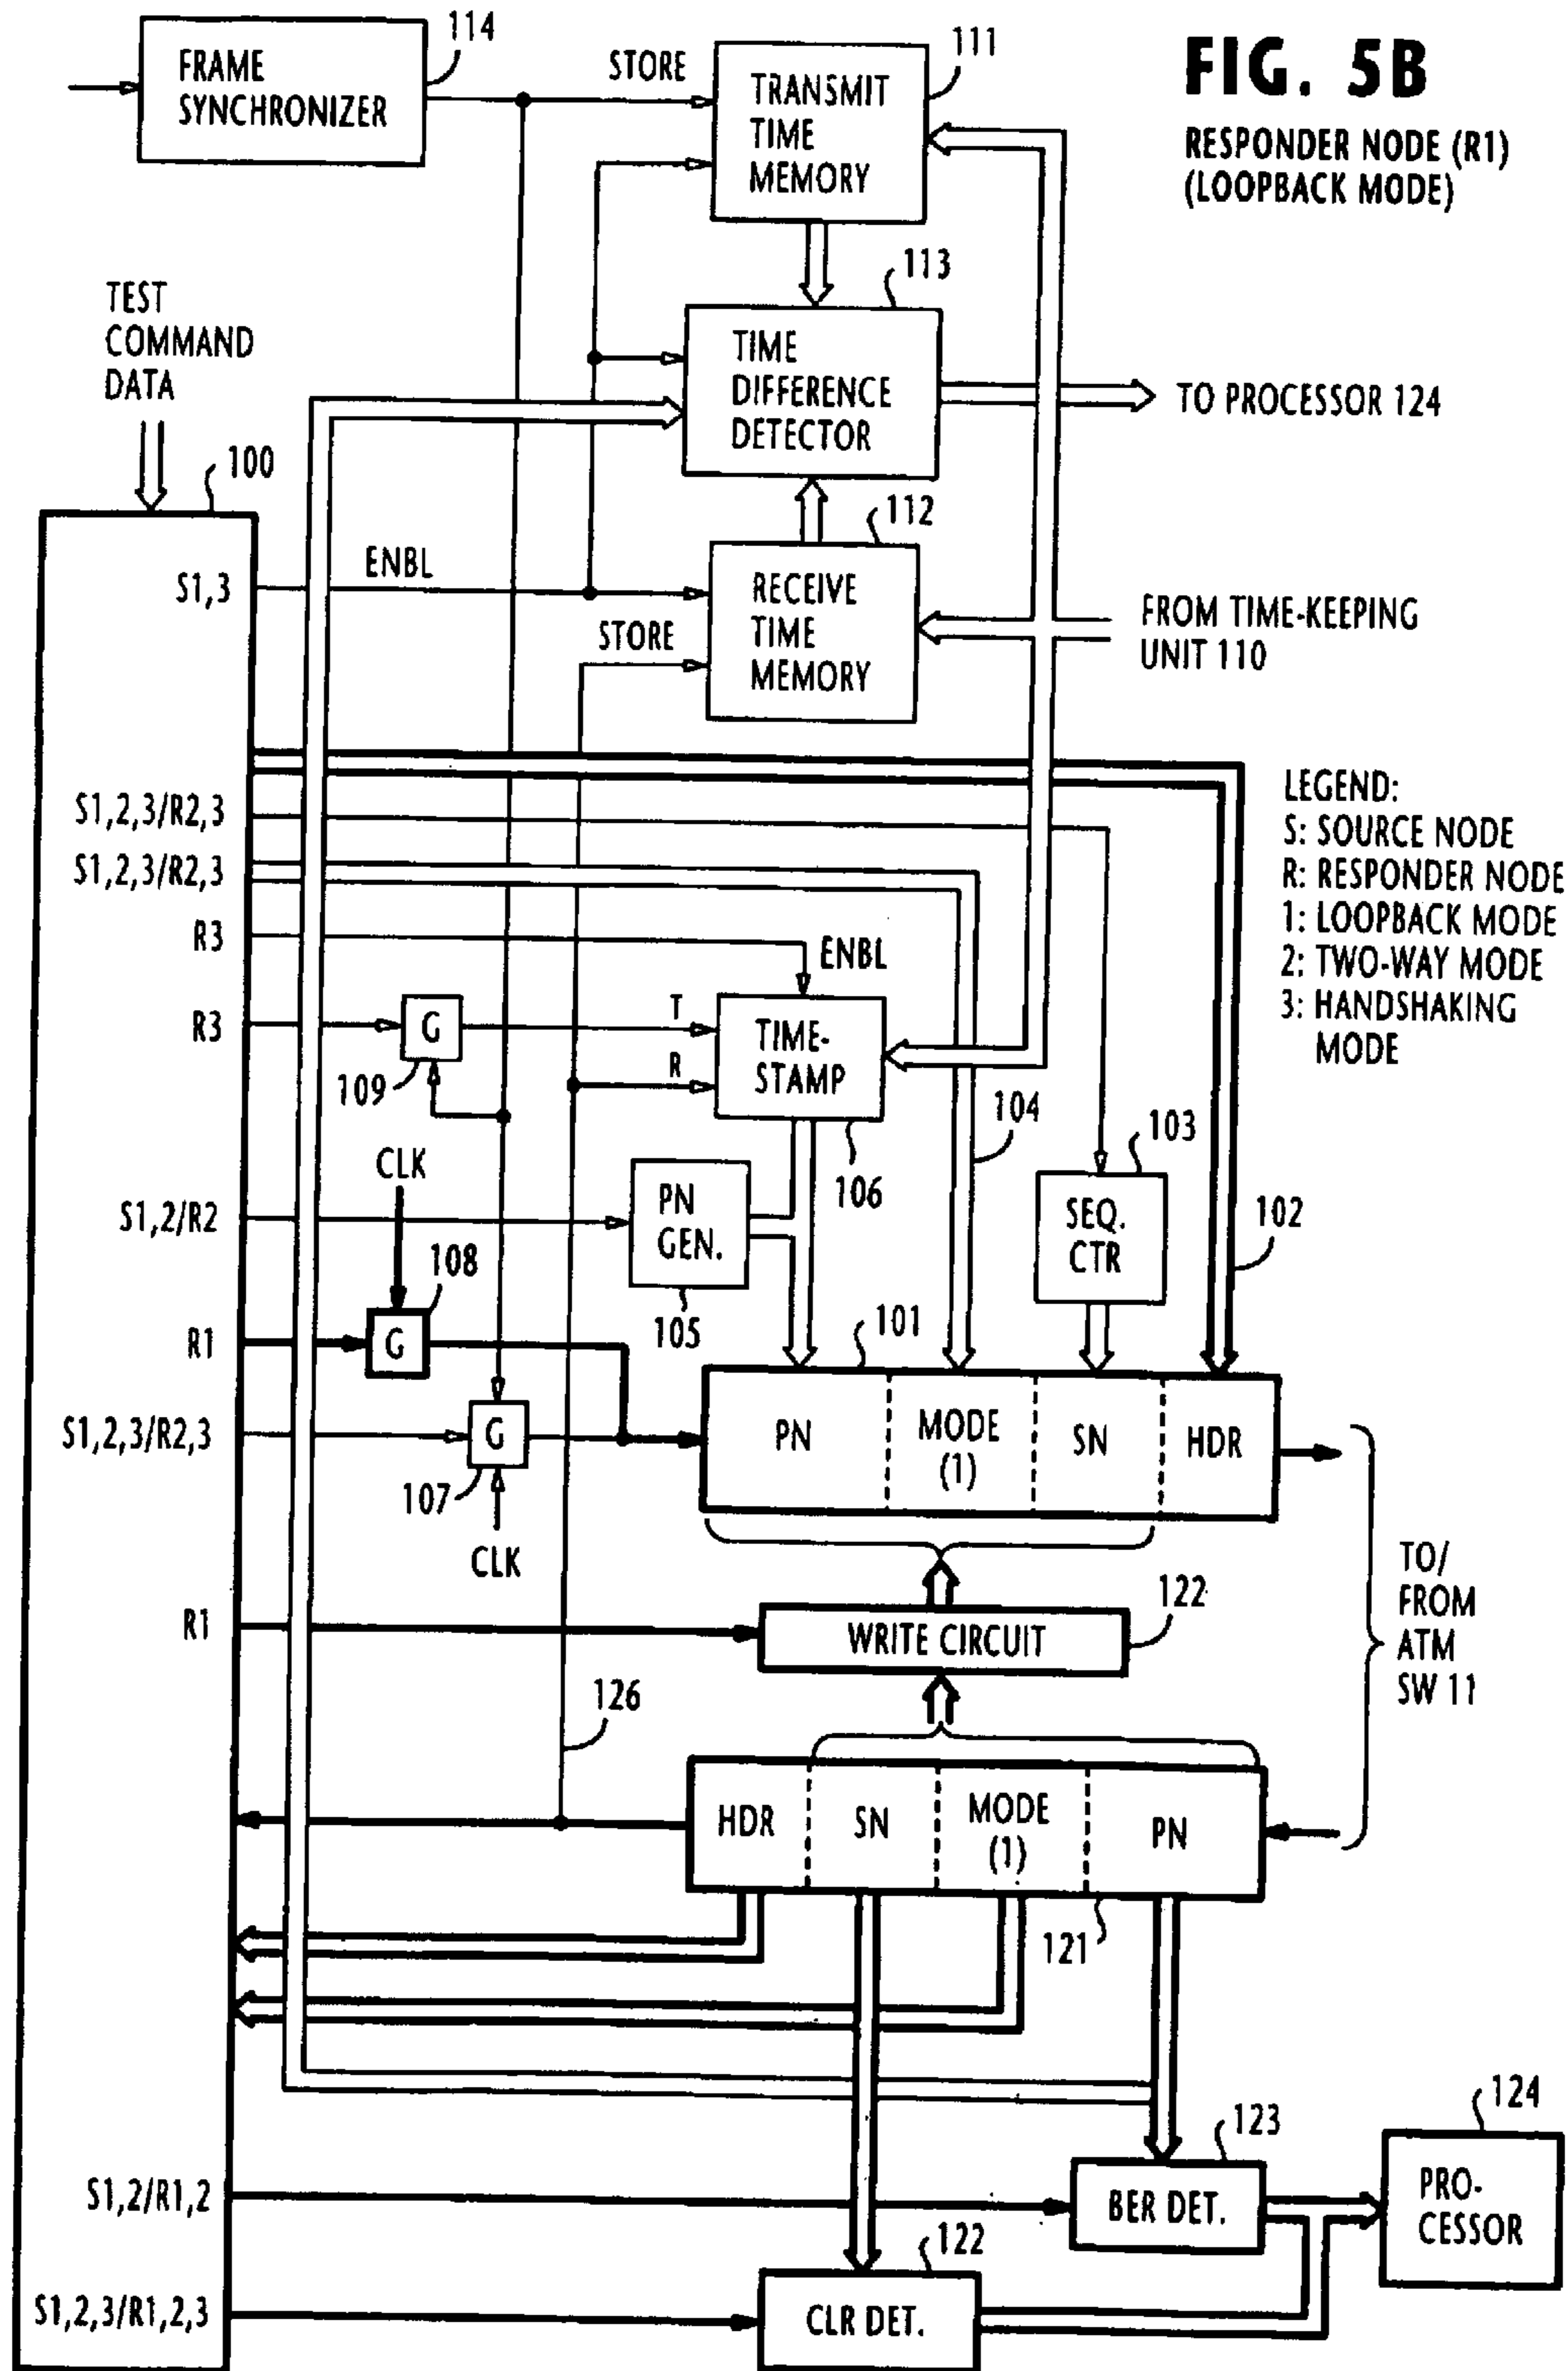 FIG. 5B
RESPONDER NODE (R1)
(LOOPBACK MODE)
114
FRAME
SYNCHRONIZER
STORE
111
TRANSMIT
TIME
MEMORY
113
TIME
DIFFERENCE
DETECTOR
TO PROCESSOR 124
TEST
COMMAND
DATA
100
112
S1,3
ENBL
STORE
RECEIVE
TIME
MEMORY
FROM TIME-KEEPING
UNIT 110
LEGEND:
S: SOURCE NODE
R: RESPONDER NODE
1: LOOPBACK MODE
2: TWO-WAY MODE
3: HANDSHAKING
MODE
S1,2,3/R2,3
S1,2,3/R2,3
R3
ENBL
R3
G
109
T
R
TIME-
STAMP
106
104
103
SEQ.
CTR
102
CLK
S1,2/R2
PN
GEN.
105
108
R1
G
101
S1,2,3/R2,3
G
107
CLK
PN
MODE
(1)
SN
HDR
R1
WRITE CIRCUIT
122
TO/
FROM
ATM
SW 11
126
HDR
SN
MODE
(1)
PN
121
S1,2/R1,2
123
BER DET.
124
PRO-
CESSOR
S1,2,3/R1,2,3
122
CLR DET.